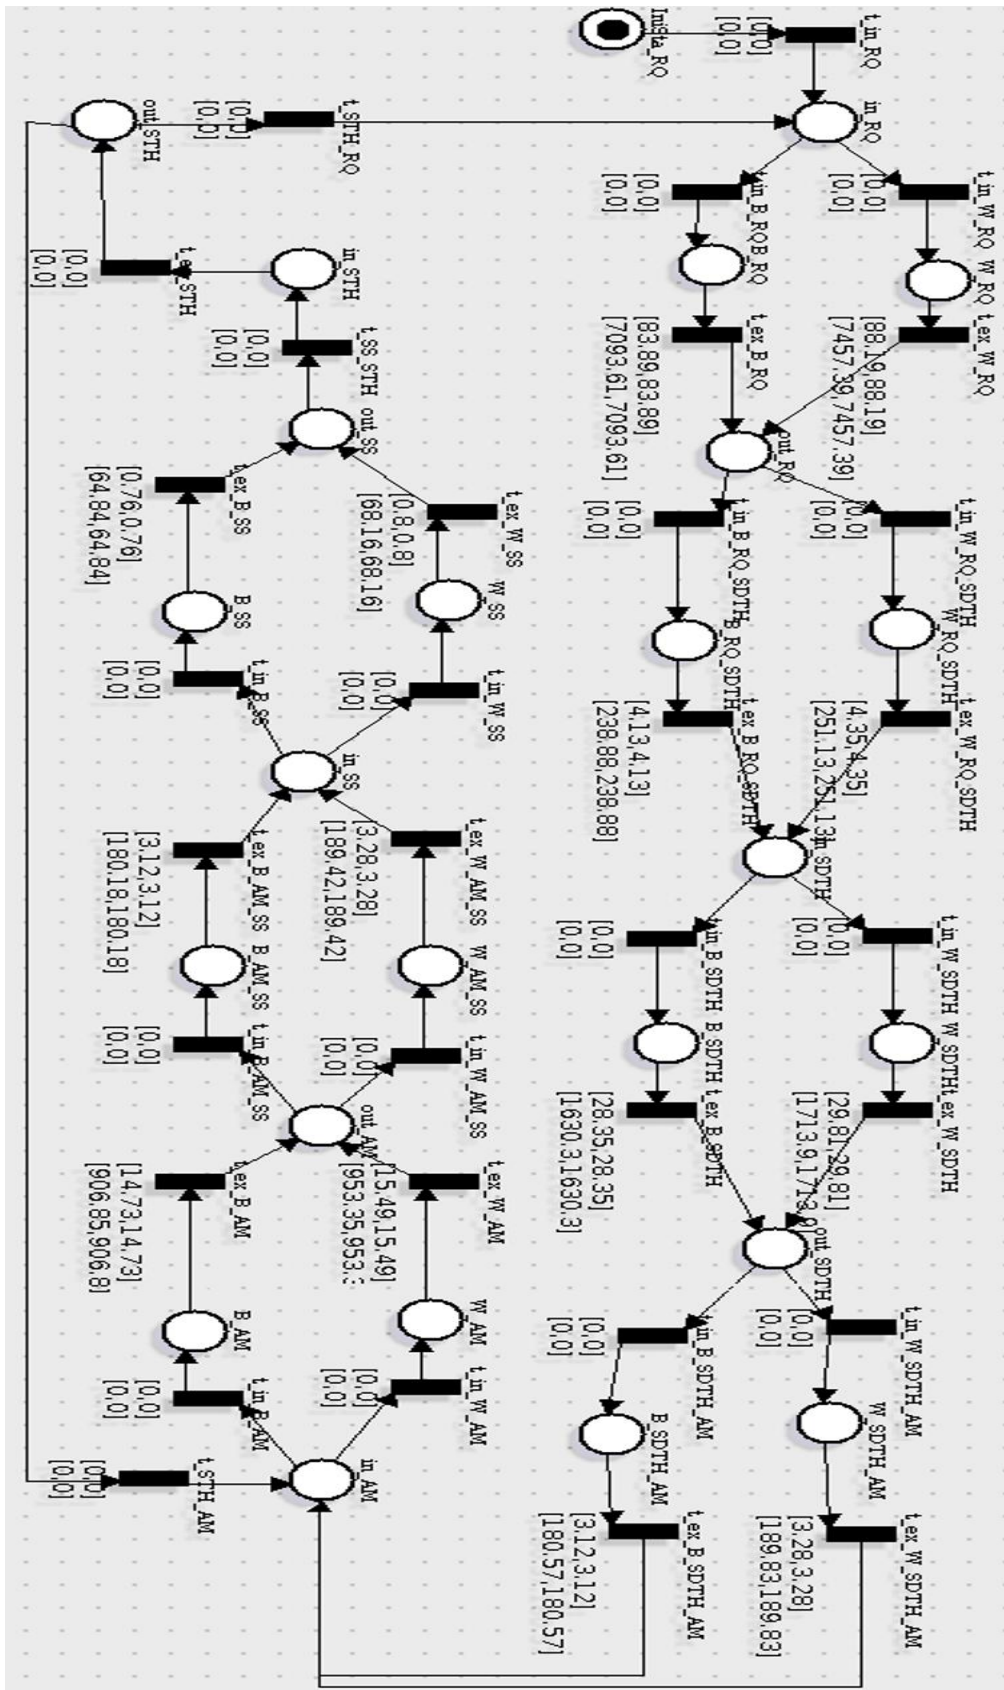 IniSta_RQ
t_in_RQ
[0,0]
[0,0]
in_RQ
t_in_W_RQ
[0,0]
[0,0]
W_RQ
t_ex_W_RQ
[88.19,88.19]
[7457.39,7457.39]
t_in_B_RQ
[0,0]
[0,0]
B_RQ
t_ex_B_RQ
[83.89,83.89]
[7093.61,7093.61]
out_RQ
t_in_W_RQ_SDTH
[0,0]
[0,0]
W_RQ_SDTH
t_ex_W_RQ_SDTH
[4.35,4.35]
[251.13,251.13]
t_in_B_RQ_SDTH
[0,0]
[0,0]
B_RQ_SDTH
t_ex_B_RQ_SDTH
[4.13,4.13]
[238.88,238.88]
in_SDTH
t_in_W_SDTH
[0,0]
[0,0]
W_SDTH
t_ex_W_SDTH
[29.81,29.81]
[1713.9,1713.9]
t_in_B_SDTH
[0,0]
[0,0]
B_SDTH
t_ex_B_SDTH
[28.35,28.35]
[1630.3,1630.3]
out_SDTH
t_in_W_SDTH_AM
[0,0]
[0,0]
W_SDTH_AM
t_ex_W_SDTH_AM
[3.28,3.28]
[189.83,189.83]
t_in_B_SDTH_AM
[0,0]
[0,0]
B_SDTH_AM
t_ex_B_SDTH_AM
[3.12,3.12]
[180.57,180.57]
out_STH
t_STH_RQ
[0,0]
[0,0]
t_ex_STH
[0,0]
[0,0]
in_STH
t_SS_STH
[0,0]
[0,0]
out_SS
t_ex_W_SS
[0.8,0.8]
[68.16,68.16]
W_SS
t_in_W_SS
[0,0]
[0,0]
t_ex_B_SS
[0.76,0.76]
[64.84,64.84]
B_SS
t_in_B_SS
[0,0]
[0,0]
in_SS
t_ex_W_AM_SS
[3.28,3.28]
[189.42,189.42]
W_AM_SS
t_in_W_AM_SS
[0,0]
[0,0]
t_ex_B_AM_SS
[3.12,3.12]
[180.18,180.18]
B_AM_SS
t_in_B_AM_SS
[0,0]
[0,0]
out_AM
t_ex_W_AM
[15.49,15.49]
[953.35,953.3
W_AM
t_in_W_AM
[0,0]
[0,0]
t_ex_B_AM
[14.73,14.73]
[906.85,906.8]
B_AM
t_in_B_AM
[0,0]
[0,0]
in_AM
t_STH_AM
[0,0]
[0,0]